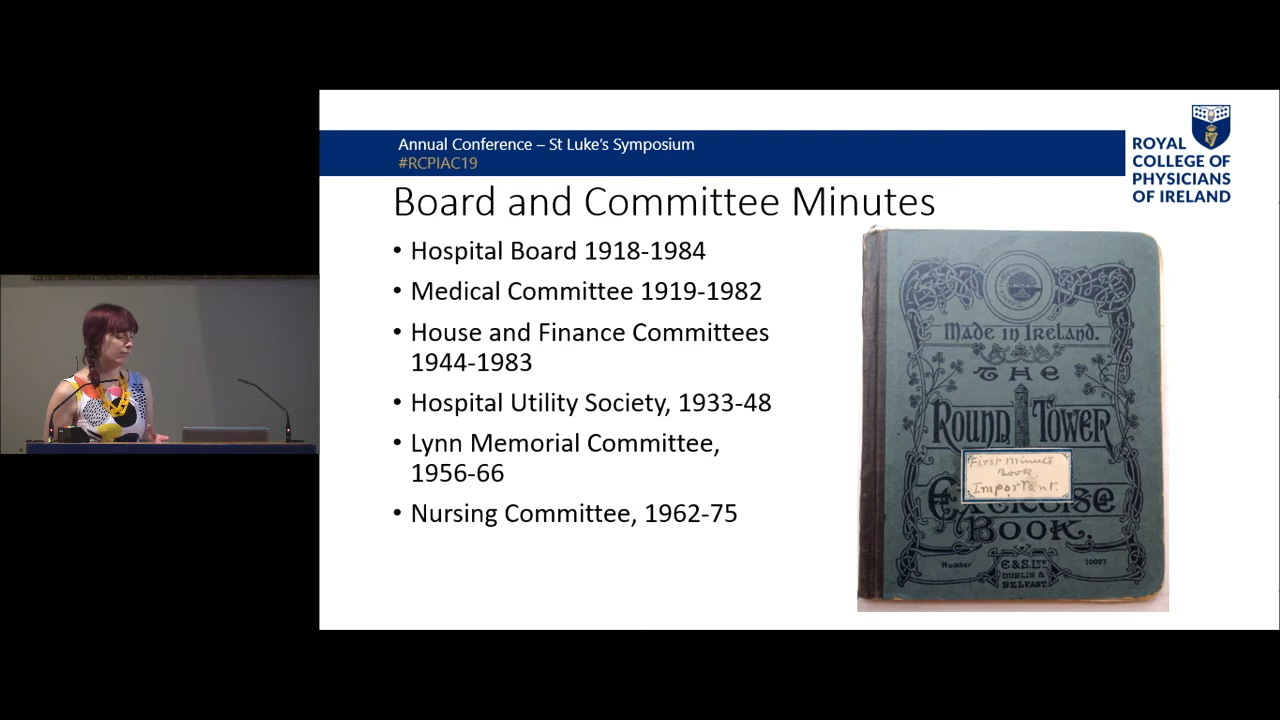 Annual Conference – St Luke's Symposium
#RCPIAC19
ROYAL
COLLEGE OF
PHYSICIANS
OF IRELAND
Board and Committee Minutes
• Hospital Board 1918-1984
• Medical Committee 1919-1982
• House and Finance Committees
1944-1983
• Hospital Utility Society, 1933-48
• Lynn Memorial Committee,
1956-66
• Nursing Committee, 1962-75
Made in Ireland.
THE
ROUND TOWER
First Minute
Book.
Important.
EXERCISE
BOOK.
Number 10097
E&S. LTD
DUBLIN &
BELFAST.